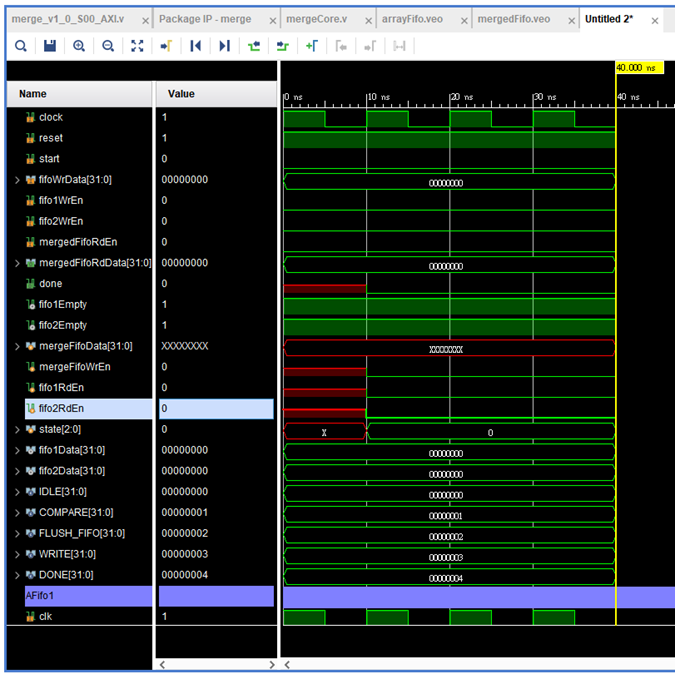 merge_v1_0_S00_AXI.v × Package IP - merge × mergeCore.v × arrayFifo.veo × mergedFifo.veo × Untitled 2* ×
40.000 ns
Name Value 0 ns 10 ns 20 ns 30 ns 40 ns
clock 1
reset 1
start 0
fifoWrData[31:0] 00000000 00000000
fifo1WrEn 0
fifo2WrEn 0
mergedFifoRdEn 0
mergedFifoRdData[31:0] 00000000 00000000
done 0
fifo1Empty 1
fifo2Empty 1
mergeFifoData[31:0] XXXXXXXX XXXXXXXX
mergeFifoWrEn 0
fifo1RdEn 0
fifo2RdEn 0
state[2:0] 0 X 0
fifo1Data[31:0] 00000000 00000000
fifo2Data[31:0] 00000000 00000000
IDLE[31:0] 00000000 00000000
COMPARE[31:0] 00000001 00000001
FLUSH_FIFO[31:0] 00000002 00000002
WRITE[31:0] 00000003 00000003
DONE[31:0] 00000004 00000004
AFifo1
clk 1